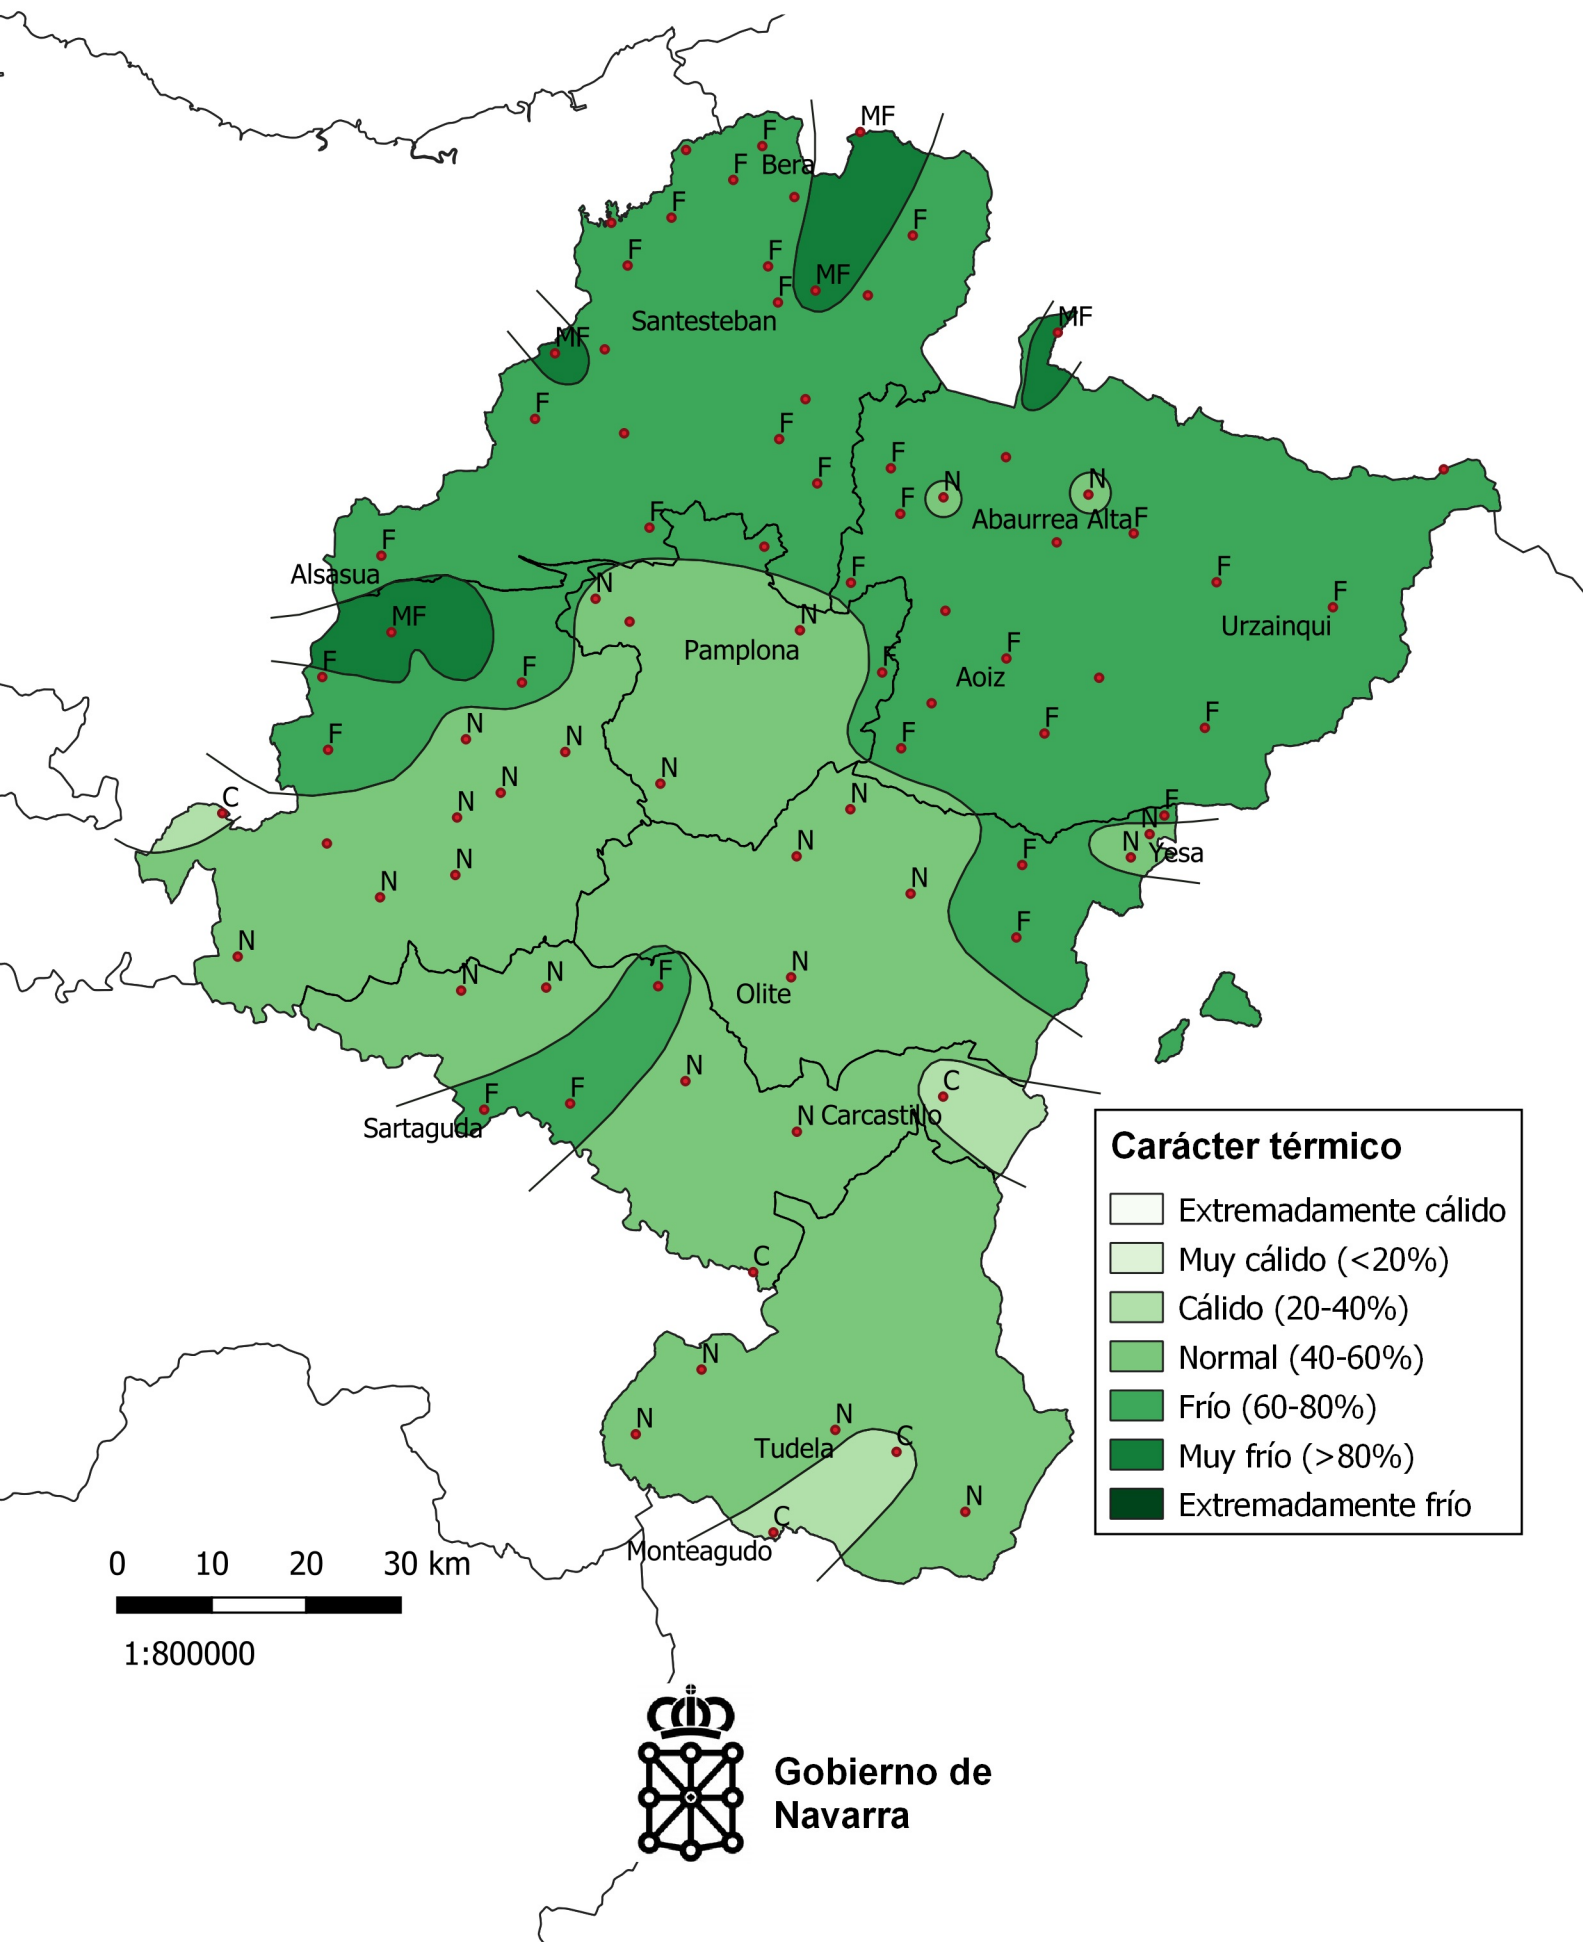 MF
F
F Bera
F
F
F
F
MF
F
Santesteban
MF
MF
F
F
F
F
N
N
F
Abaurrea Alta F
F
F
Alsasua
F
F
N
F
MF
N
Urzainqui
Pamplona
F
F
F
F
Aoiz
N
F
F
N
F
F
N
N
C
N
N
F
N
N
N
Yesa
F
N
N
N
F
N
N
N
N
F
Olite
N
C
F
F
N Carcastillo
Sartaguda
Carácter térmico
Extremadamente cálido
C
Muy cálido (<20%)
Cálido (20-40%)
N
Normal (40-60%)
N
N
Frío (60-80%)
Tudela
C
Muy frío (>80%)
N
Extremadamente frío
C
Monteagudo
0 10 20 30 km
1:800000
Gobierno de
Navarra